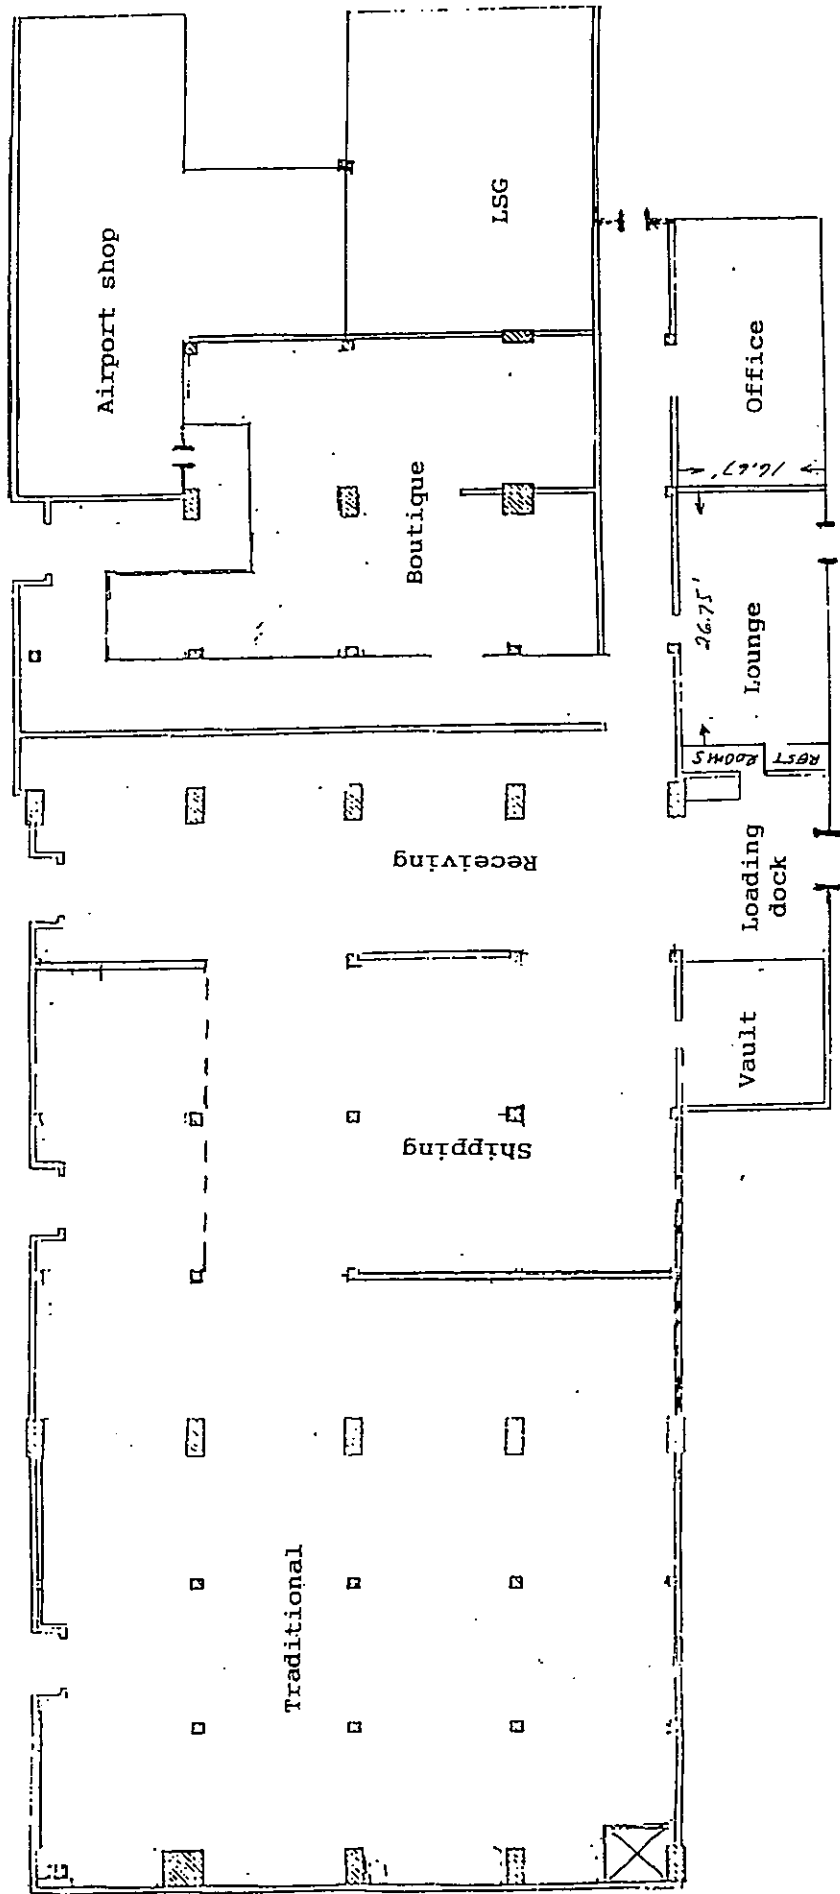 Airport shop
LSG
Boutique
Office
16.67'
26.75'
Lounge
REST
ROOMS
Receiving
Loading
dock
Vault
Shipping
Traditional